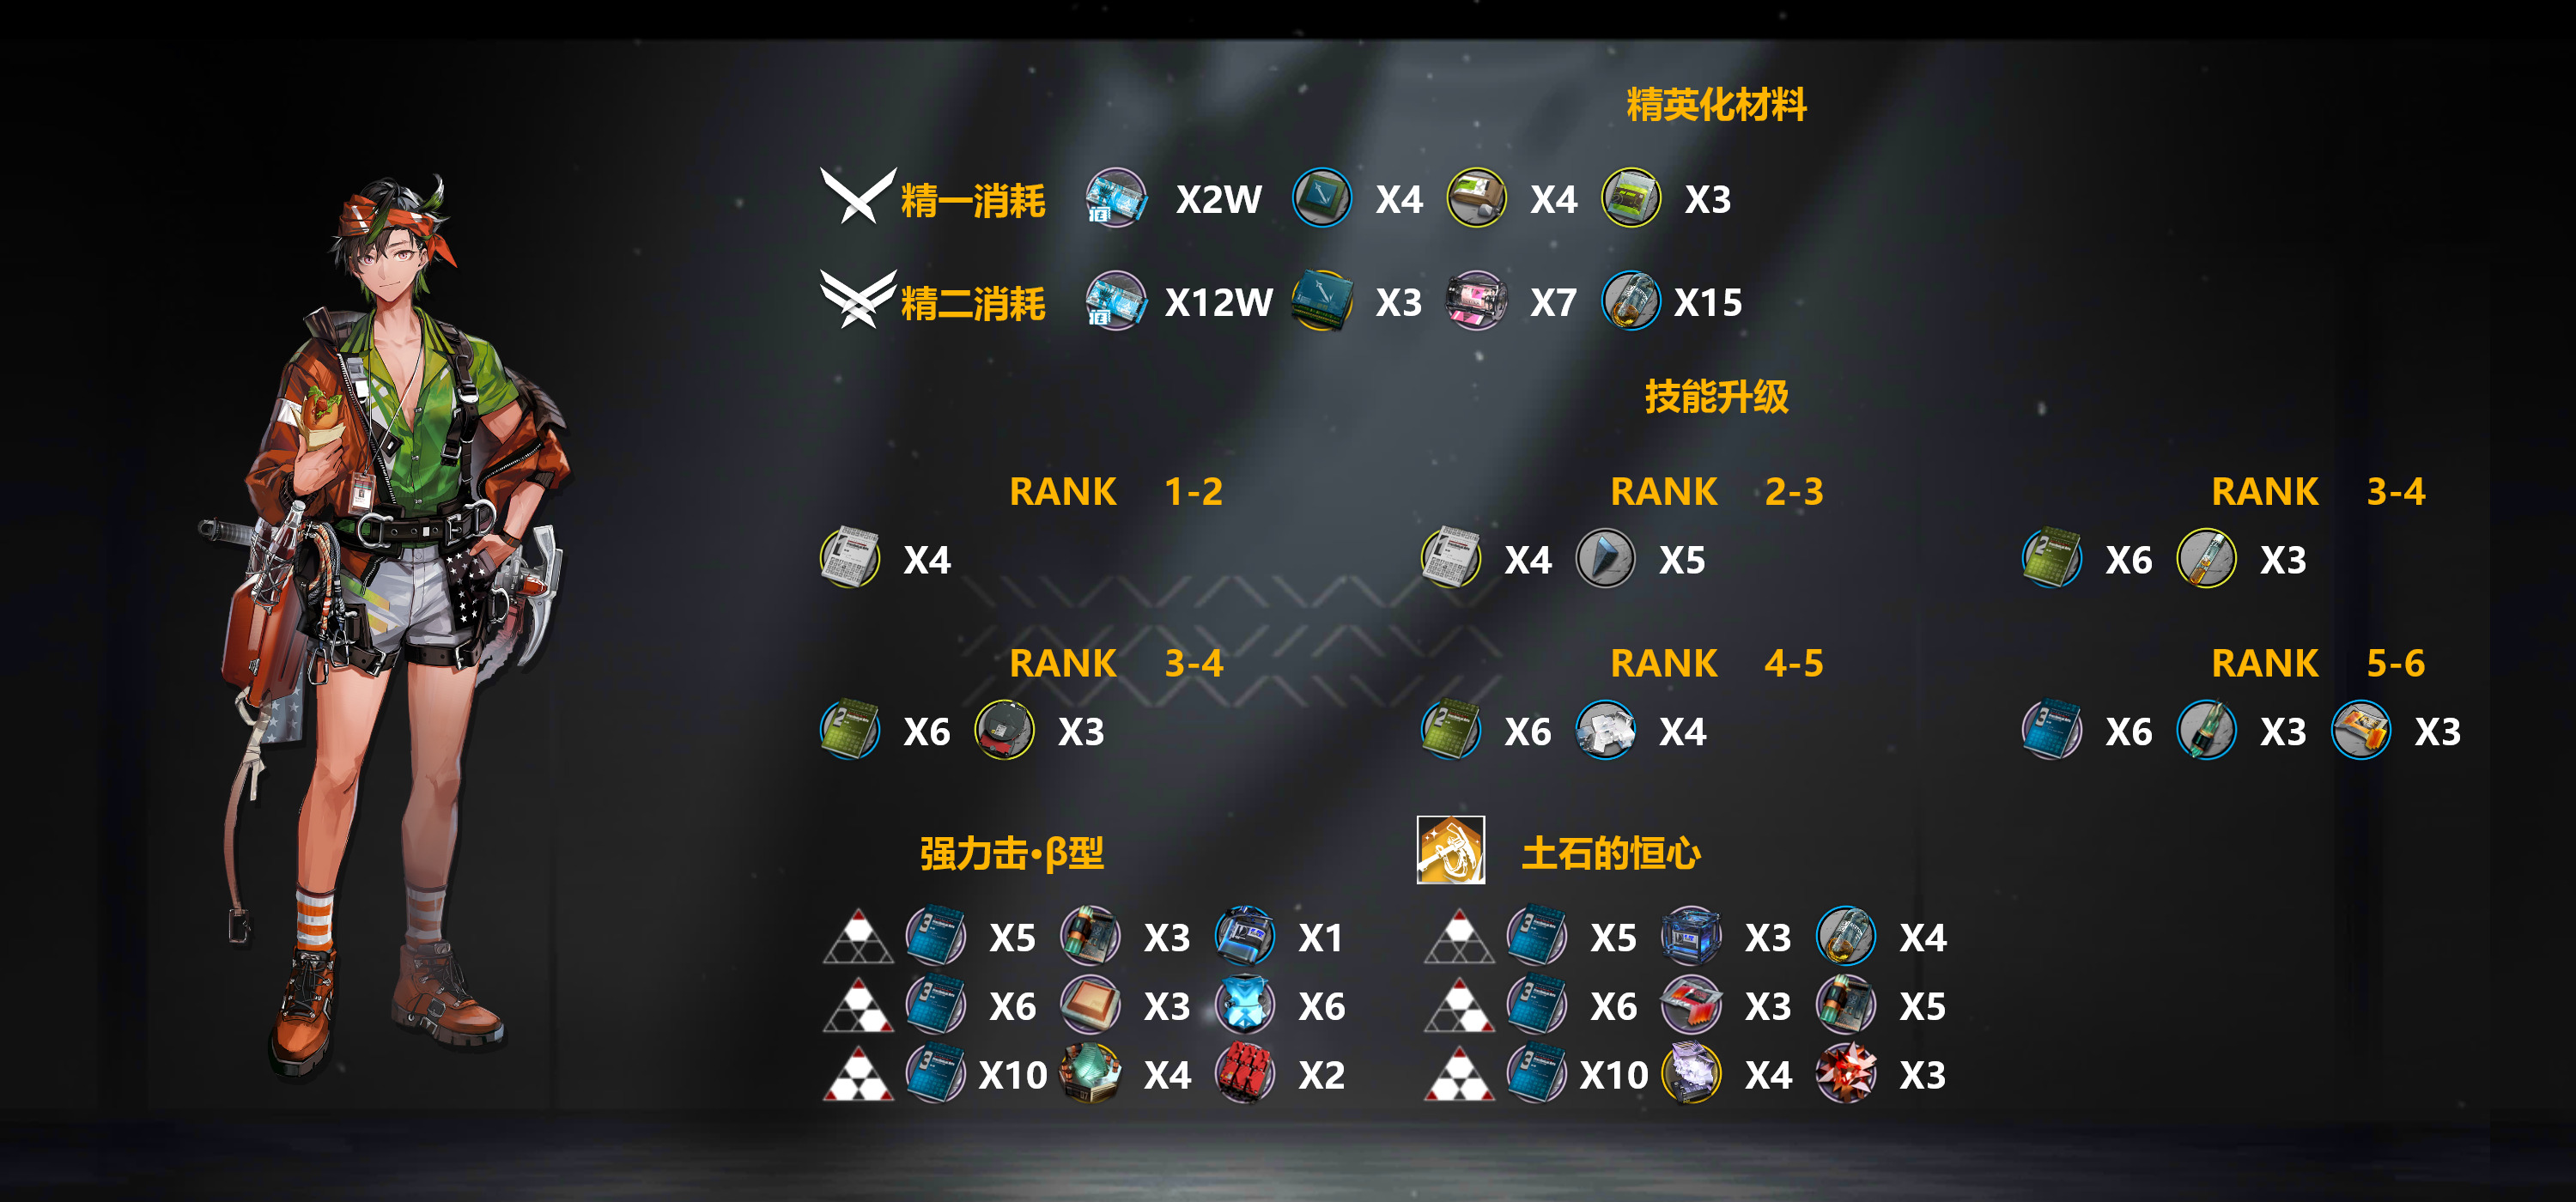 精英化材料
精一消耗 X2W X4 X4 X3
精二消耗 X12W X3 X7 X15
技能升级
RANK 1-2 RANK 2-3 RANK 3-4
X4 X4 X5 X6 X3
RANK 3-4 RANK 4-5 RANK 5-6
X6 X3 X6 X4 X6 X3 X3
强力击·β型 土石的恒心
X5 X3 X1 X5 X3 X4
X6 X3 X6 X6 X3 X5
X10 X4 X2 X10 X4 X3